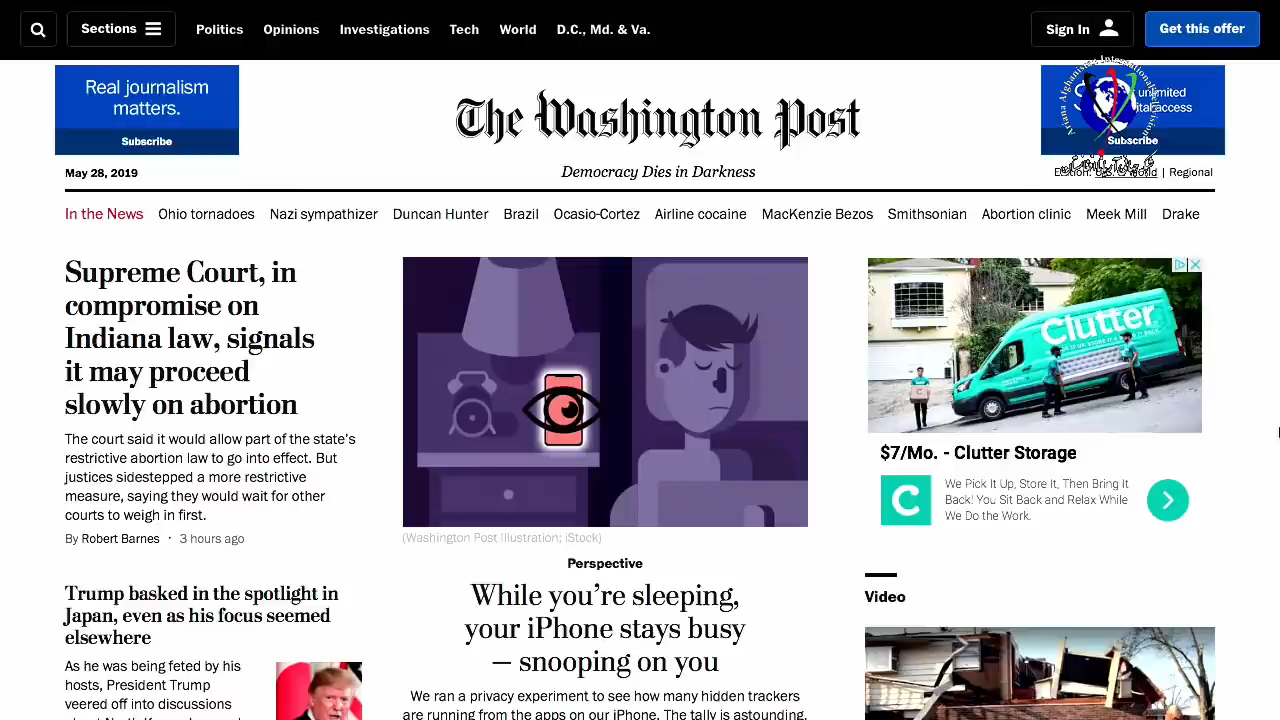 Sections
Politics
Opinions
Investigations
Tech
World
D.C., Md. & Va.
Sign In
Get this offer
Real journalism
matters.
Subscribe
The Washington Post
unlimited
Subscribe
May 28, 2019
Democracy Dies in Darkness
| Regional
In the News
Ohio tornadoes
Nazi sympathizer
Duncan Hunter
Brazil
Ocasio-Cortez
Airline cocaine
MacKenzie Bezos
Smithsonian
Abortion clinic
Meek Mill
Drake
Supreme Court, in
compromise on
Indiana law, signals
it may proceed
slowly on abortion
The court said it would allow part of the state's
restrictive abortion law to go into effect. But
justices sidestepped a more restrictive
measure, saying they would wait for other
courts to weigh in first.
By Robert Barnes · 3 hours ago
Trump basked in the spotlight in
Japan, even as his focus seemed
elsewhere
As he was being feted by his
hosts, President Trump
veered off into discussions
(Washington Post Illustration; iStock)
Perspective
While you're sleeping,
your iPhone stays busy
— snooping on you
We ran a privacy experiment to see how many hidden trackers
are running from the apps on our iPhone. The tally is astounding.
Clutter
$7/Mo. - Clutter Storage
C
We Pick It Up, Store It, Then Bring It
Back! You Sit Back and Relax While
We Do the Work.
Video